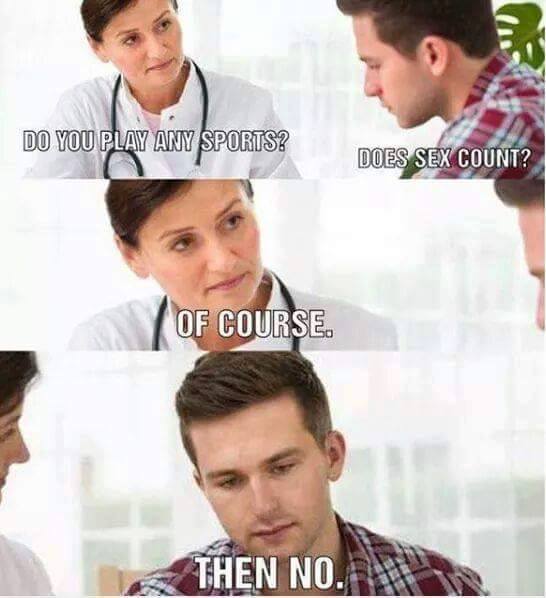 DO YOU PLAY ANY SPORTS?
DOES SEX COUNT?
OF COURSE.
THEN NO.